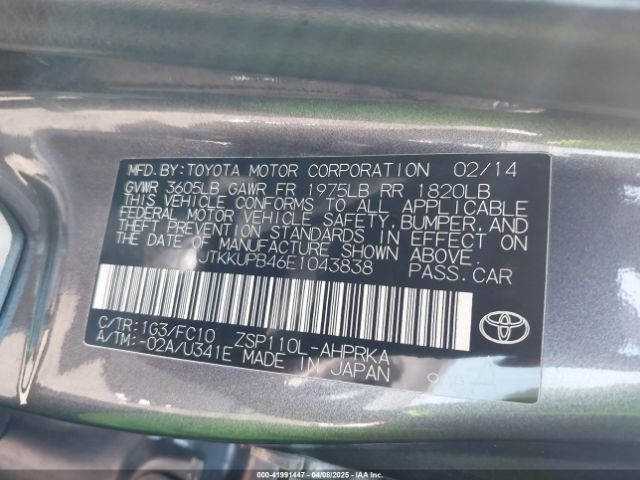 MFD.BY:TOYOTA MOTOR CORPORATION 02/14
GVWR 3605LB GAWR FR 1975LB RR 1820LB
THIS VEHICLE CONFORMS TO ALL APPLICABLE
FEDERAL MOTOR VEHICLE SAFETY, BUMPER, AND
THEFT PREVENTION STANDARDS IN EFFECT ON
THE DATE OF MANUFACTURE SHOWN ABOVE.
JTKKUPB46E1043838 PASS.CAR
C/TR:1G3/FC10 ZSP110L-AHPRKA
A/TM:-02A/U341E MADE IN JAPAN
000-41991447 - 04/08/2025 - IAAI.COM